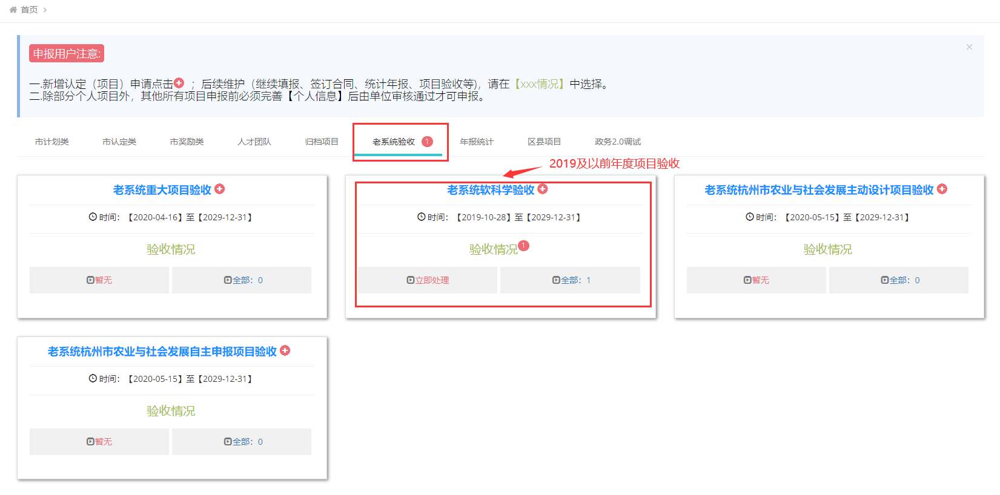 首页
申报用户注意:
一.新增认定（项目）申请点击 ；后续维护（继续填报、签订合同、统计年报、项目验收等)，请在【xxx情况】中选择。
二.除部分个人项目外，其他所有项目申报前必须完善【个人信息】后由单位审核通过才可申报。
市计划类 市认定类 市奖励类 人才团队 归档项目 老系统验收 1 年报统计 区县项目 政务2.0调试
2019及以前年度项目验收
老系统重大项目验收
时间：【2020-04-16】至【2029-12-31】
验收情况
暂无 全部：0
老系统软科学验收
时间：【2019-10-28】至【2029-12-31】
验收情况 1
立即处理 全部：1
老系统杭州市农业与社会发展主动设计项目验收
时间：【2020-05-15】至【2029-12-31】
验收情况
暂无 全部：0
老系统杭州市农业与社会发展自主申报项目验收
时间：【2020-05-15】至【2029-12-31】
验收情况
暂无 全部：0